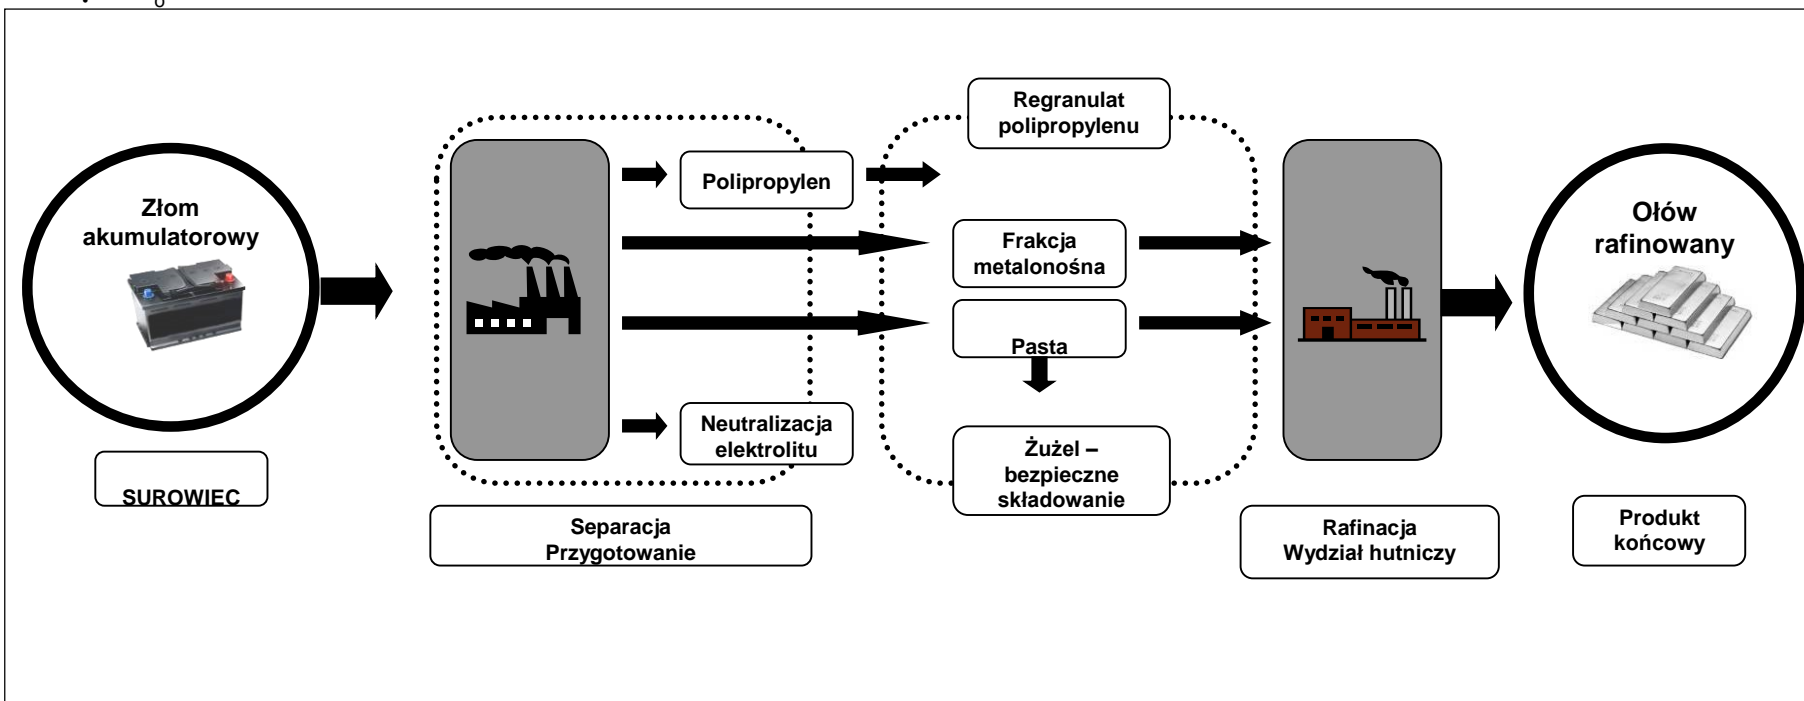 Złom
akumulatorowy
SUROWIEC
Polipropylen
Neutralizacja
elektrolitu
Separacja
Przygotowanie
Regranulat
polipropylenu
Frakcja
metalonośna
Pasta
Żużel –
bezpieczne
składowanie
Rafinacja
Wydział hutniczy
Ołów
rafinowany
Produkt
końcowy